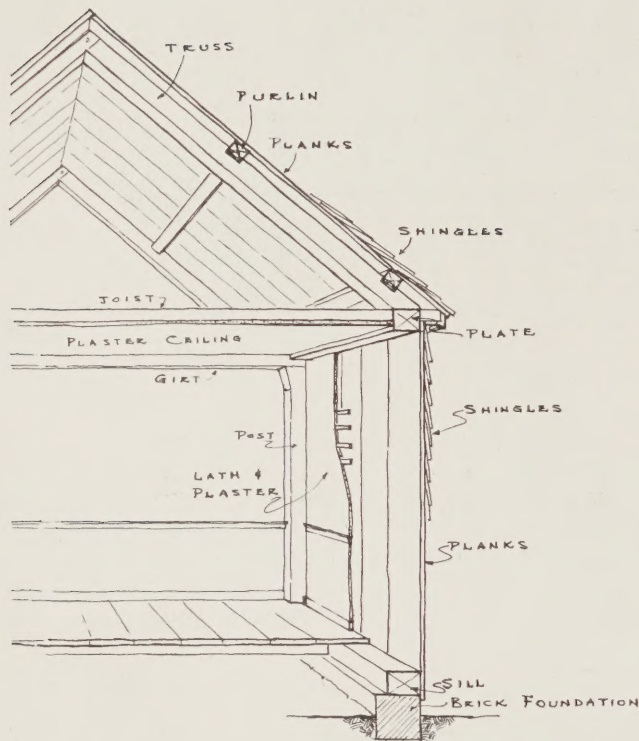 TRUSS
PURLIN
PLANKS
SHINGLES
JOIST
PLATE
PLASTER CEILING
GIRT
SHINGLES
POST
LATH &
PLASTER
PLANKS
SILL
BRICK FOUNDATION